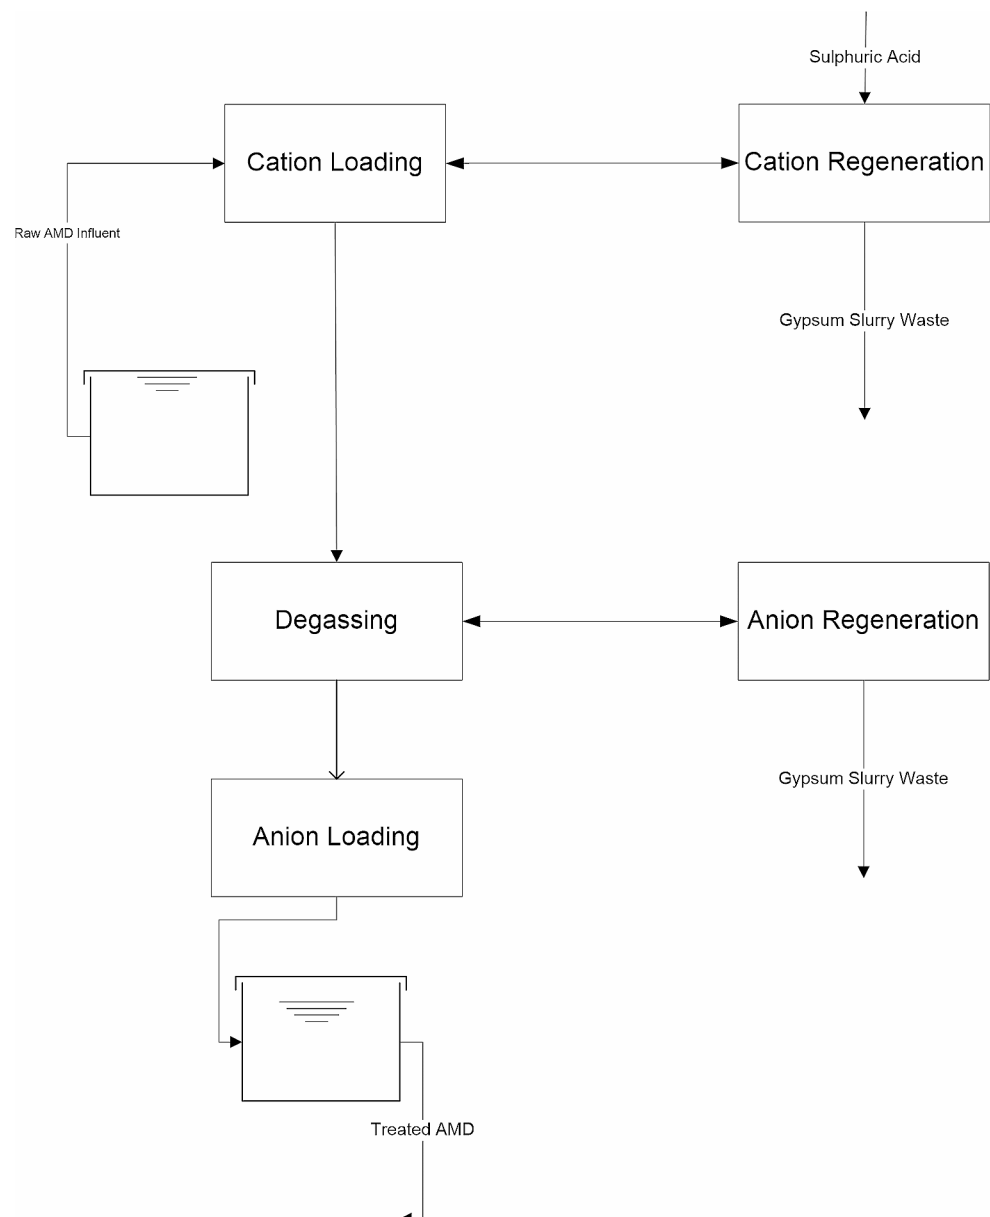 Sulphuric Acid
Cation Loading
Cation Regeneration
Raw AMD Influent
Gypsum Slurry Waste
Degassing
Anion Regeneration
Gypsum Slurry Waste
Anion Loading
Treated AMD